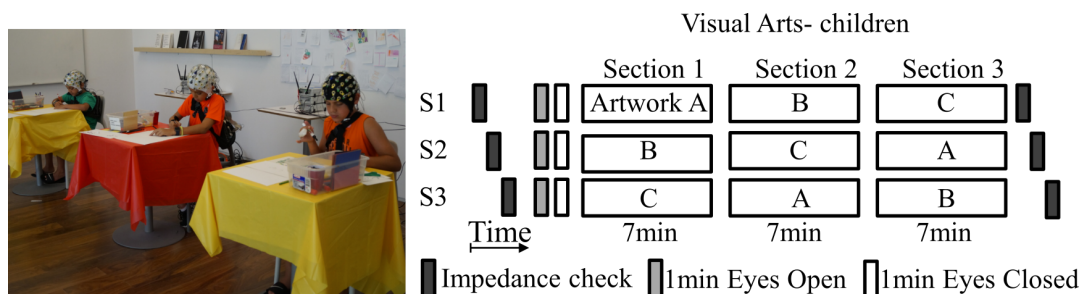 Visual Arts- children
Section 1 Section 2 Section 3
S1 Artwork A B C
S2 B C A
S3 C A B
Time 7min 7min 7min
Impedance check 1min Eyes Open 1min Eyes Closed